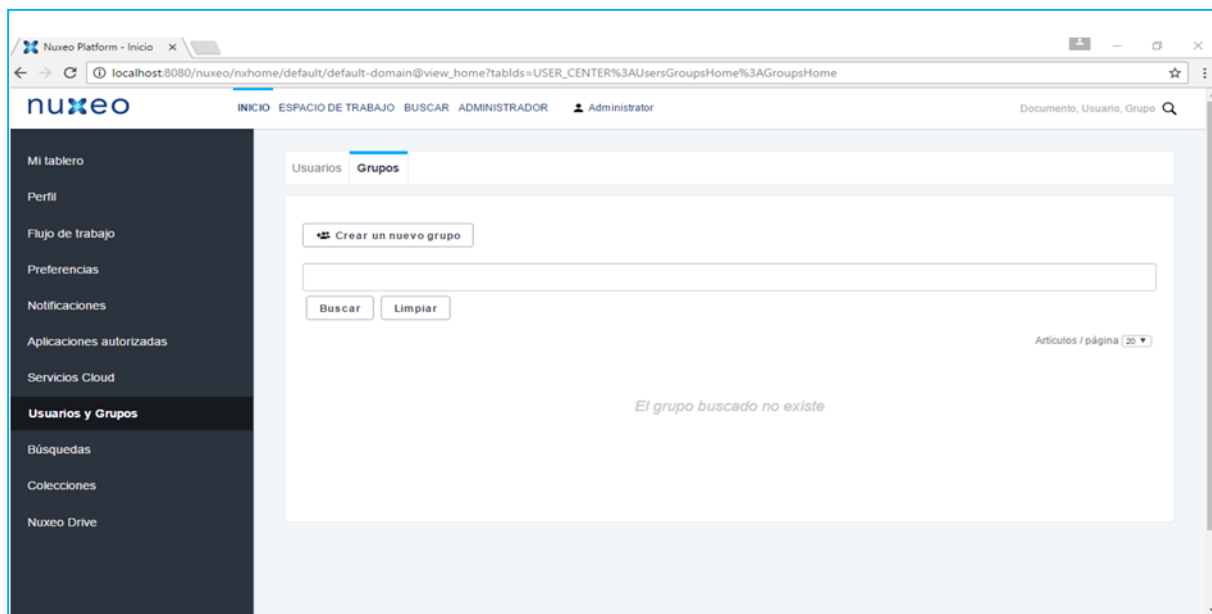 Nuxeo Platform - Inicio
localhost:8080/nuxeo/nxhome/default/default-domain@view_home?tabIds=USER_CENTER%3AUsersGroupsHome%3AGroupsHome
nuxeo INICIO ESPACIO DE TRABAJO BUSCAR ADMINISTRADOR Administrator Documento, Usuario, Grupo
Mi tablero
Perfil
Flujo de trabajo
Preferencias
Notificaciones
Aplicaciones autorizadas
Servicios Cloud
Usuarios y Grupos
Búsquedas
Colecciones
Nuxeo Drive
Usuarios Grupos
Crear un nuevo grupo
Buscar Limpiar
Artículos / página 20
El grupo buscado no existe